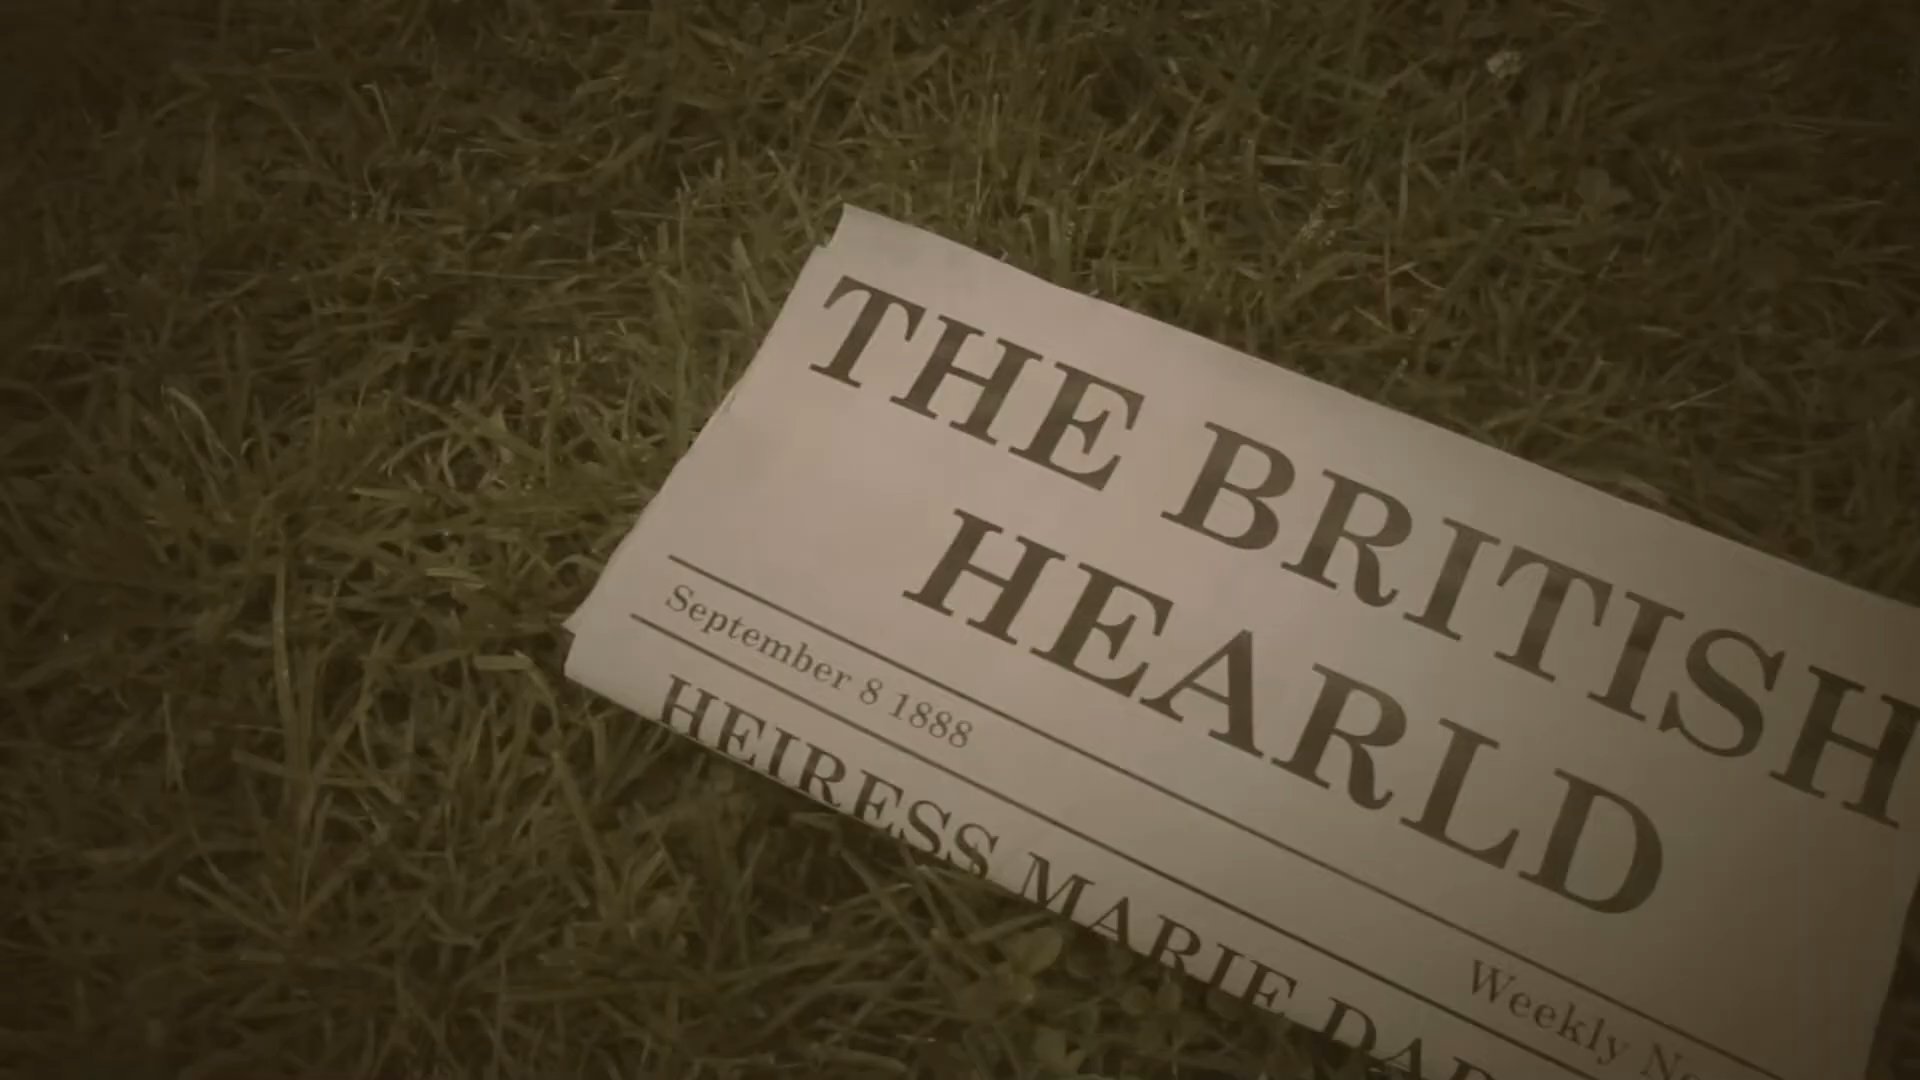 THE BRITISH
HEARLD
September 8 1888
Weekly
HEIRESS MARIE